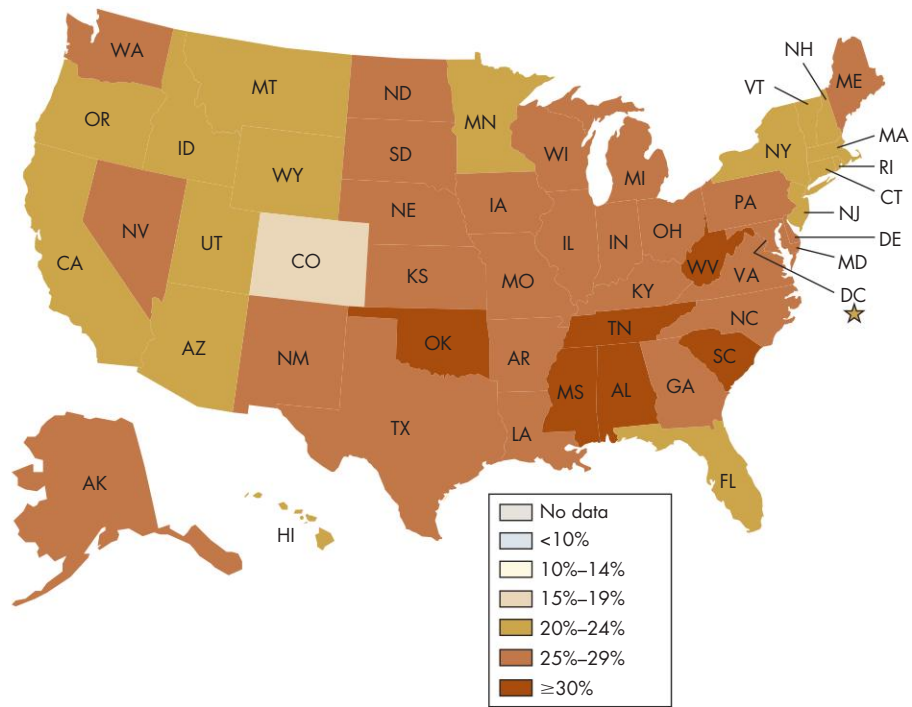 WA
NH
VT
ME
MT
ND
MN
OR
MA
ID
SD
WI
NY
RI
WY
MI
CT
NE
IA
PA
NJ
NV
UT
OH
DE
CA
CO
IL
IN
WV
MD
KS
MO
VA
KY
DC
TN
NC
OK
AZ
NM
AR
SC
MS
AL
GA
TX
LA
AK
FL
HI
No data
<10%
10%–14%
15%–19%
20%–24%
25%–29%
≥30%